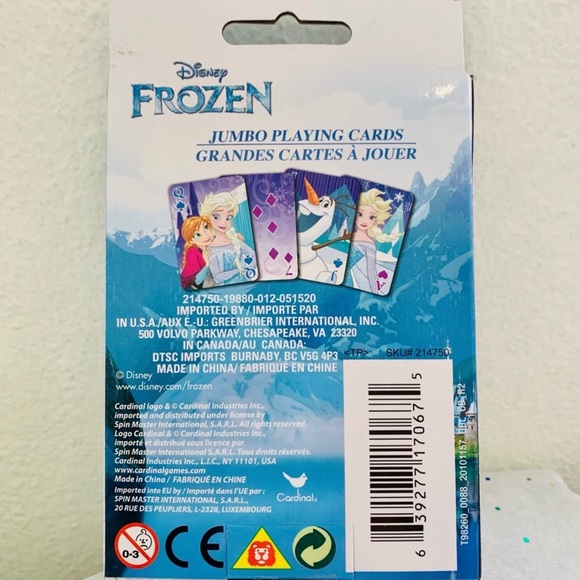 Disney
FROZEN
JUMBO PLAYING CARDS
GRANDES CARTES À JOUER
Q
7
A
214750-19880-012-051520
IMPORTED BY / IMPORTÉ PAR
IN U.S.A./AUX E.-U.: GREENBRIER INTERNATIONAL, INC.
500 VOLVO PARKWAY, CHESAPEAKE, VA 23320
IN CANADA/AU CANADA:
DTSC IMPORTS BURNABY, BC V5G 4P3
MADE IN CHINA/ FABRIQUÉ EN CHINE
<TP> SKU# 214750
© Disney
www.disney.com/frozen
Cardinal logo & © Cardinal Industries Inc.,
imported and distributed under license by
Spin Master International, S.A.R.L. All rights reserved.
Logo Cardinal & © Cardinal Industries Inc.
importé et distribué sous licence par
Spin Master International, S.A.R.L. Tous droits réservés.
Cardinal Industries Inc., L.I.C., NY 11101, USA
www.cardinalgames.com
Made in China / FABRIQUÉ EN CHINE
Imported into EU by / Importé dans l'UE par :
SPIN MASTER INTERNATIONAL, S.A.R.L.,
20 RUE DES PEUPLIERS, L-2328, LUXEMBOURG
Cardinal
0-3
CE
6 39277 17067 5
T98260_0088_20101157_IBI_CB_R2